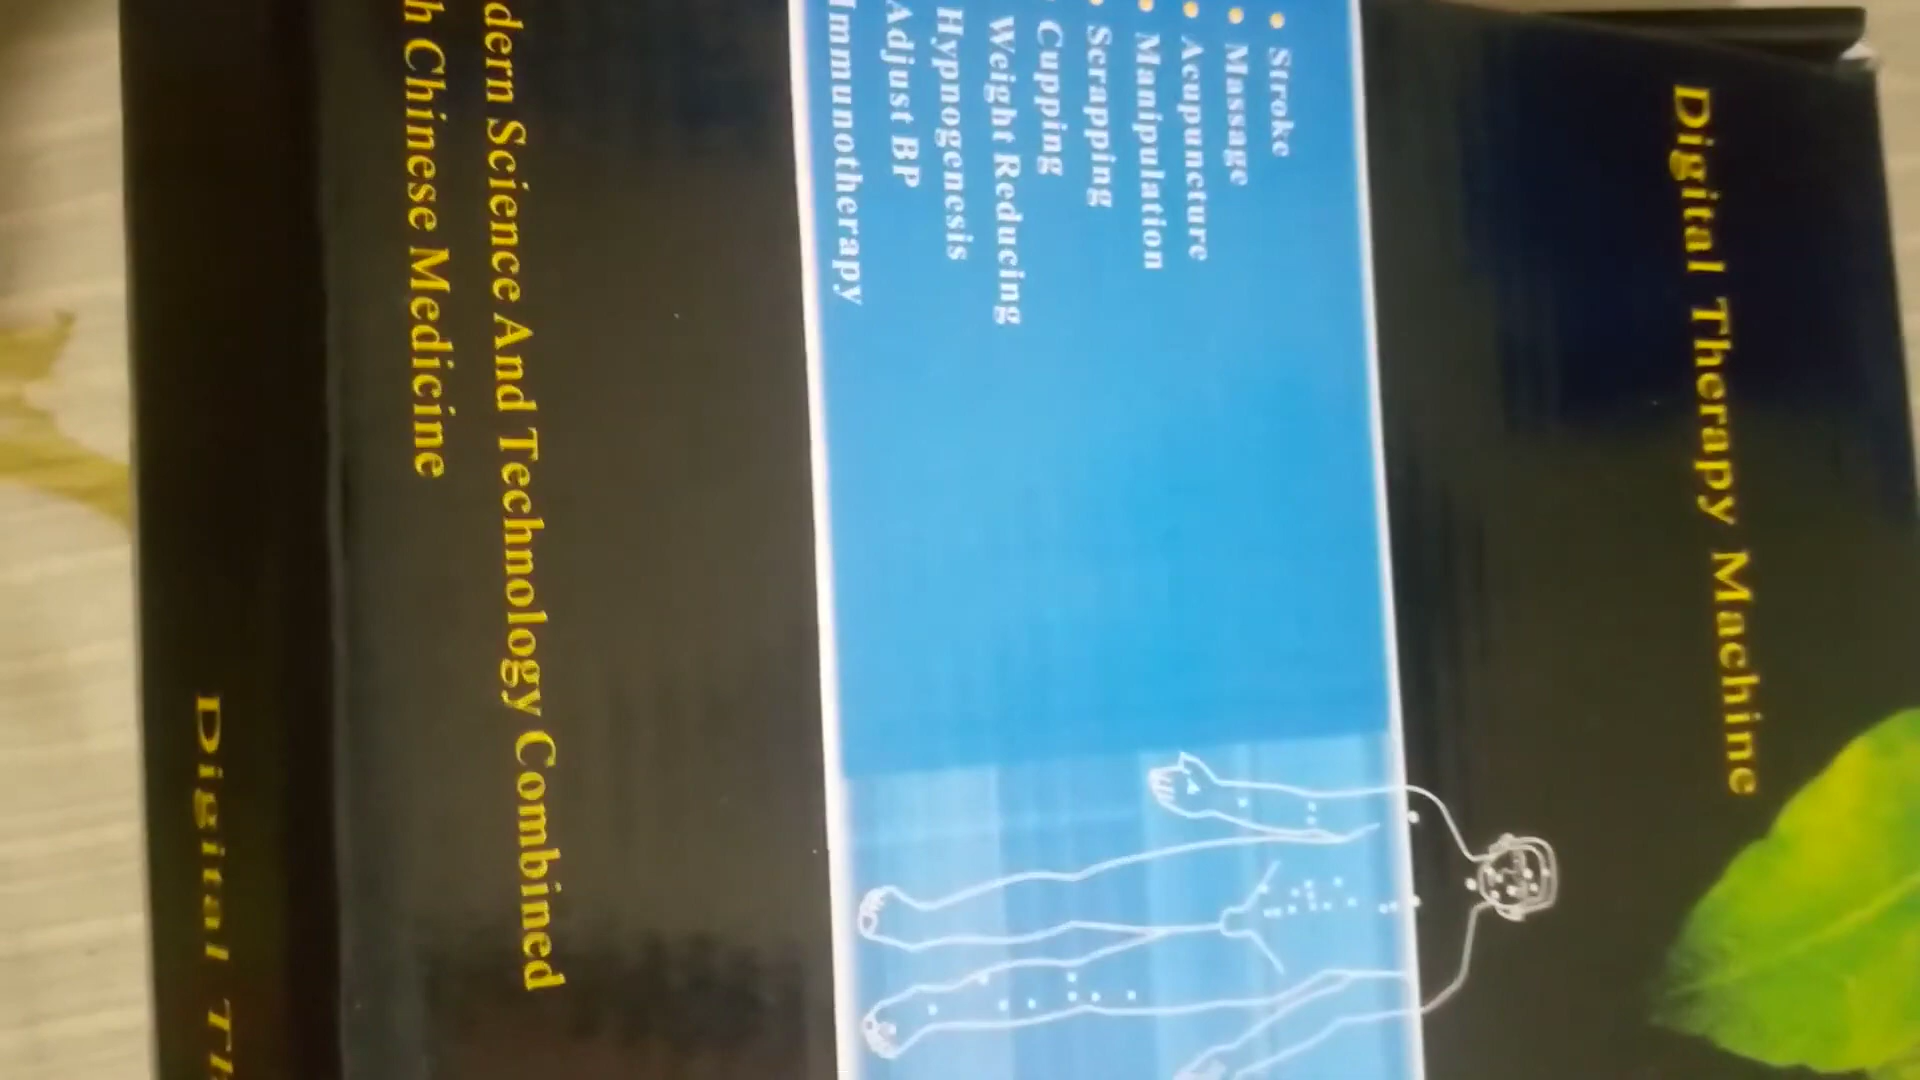 Digital Therapy Machine
Stroke
Massage
Acupuncture
Manipulation
Scrapping
Cupping
Weight Reducing
Hypnogenesis
Adjust BP
Immunotherapy
dern Science And Technology Combined
h Chinese Medicine
Digital Th